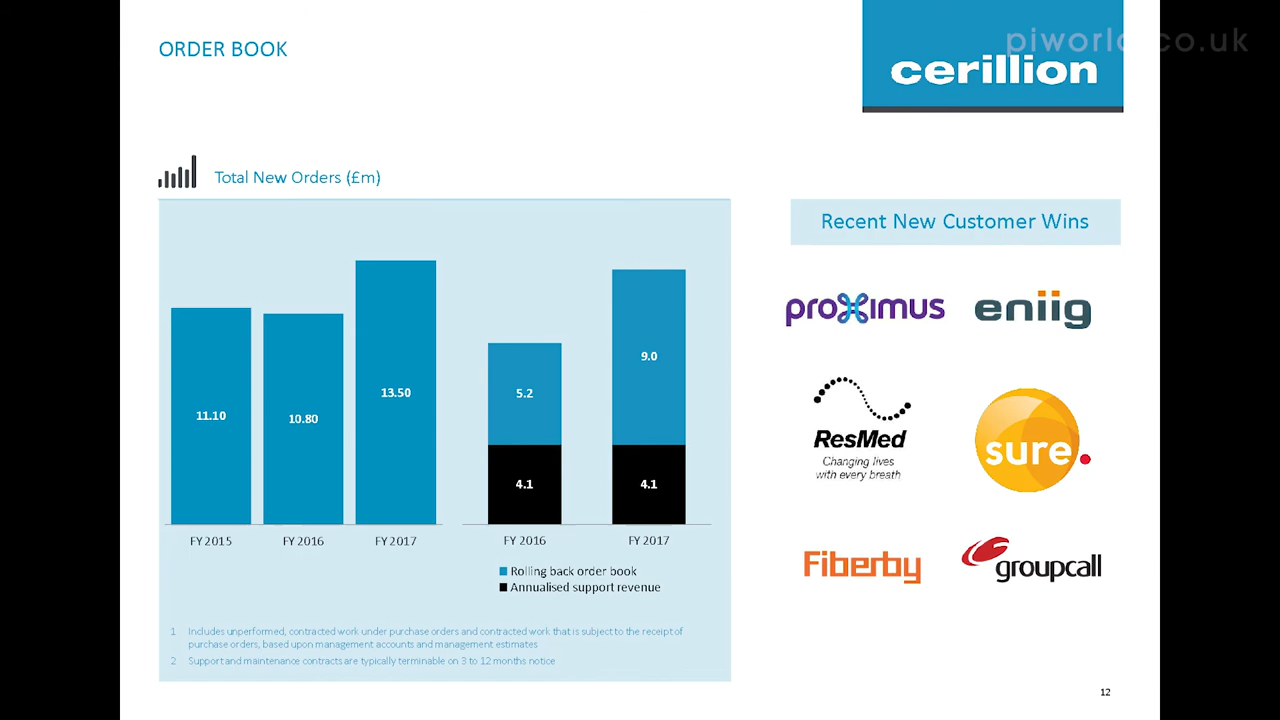 ORDER BOOK
piworld.co.uk
cerillion
Total New Orders (£m)
11.10
10.80
13.50
FY 2015
FY 2016
FY 2017
5.2
4.1
9.0
4.1
FY 2016
FY 2017
Rolling back order book
Annualised support revenue
1 Includes unperformed, contracted work under purchase orders and contracted work that is subject to the receipt of
purchase orders, based upon management accounts and management estimates
2 Support and maintenance contracts are typically terminable on 3 to 12 months notice
Recent New Customer Wins
proximus
eniig
ResMed
Changing lives
with every breath
sure.
Fiberby
groupcall
12